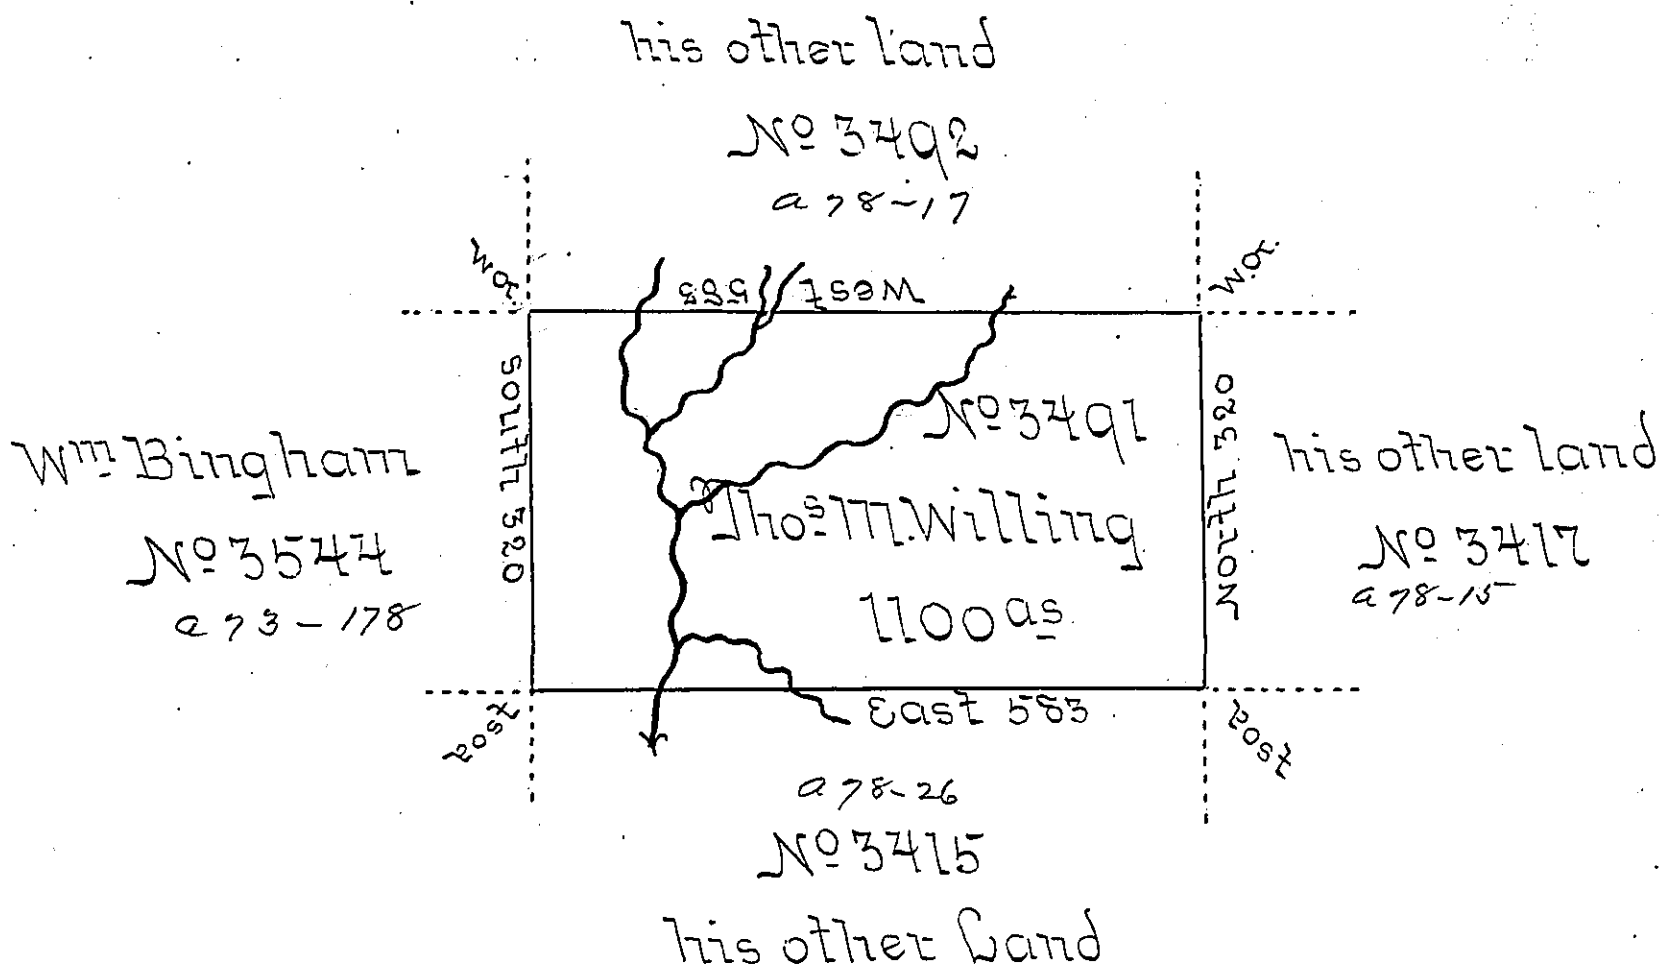 his other land
Nº 3492
a 78-17
W.O.
W.O.
West 583
South 320
North 320
Nº 3491
Thoˢ M. Willing
1100 as
Wᵐ Bingham
Nº 3544
a 73-178
his other land
Nº 3417
a 78-15
East 583
Post
Post
a 78-26
Nº 3415
his other Land